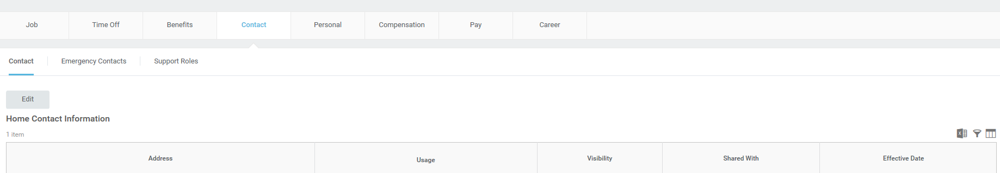 Job Time Off Benefits Contact Personal Compensation Pay Career
Contact Emergency Contacts Support Roles
Edit
Home Contact Information
1 item
Address Usage Visibility Shared With Effective Date